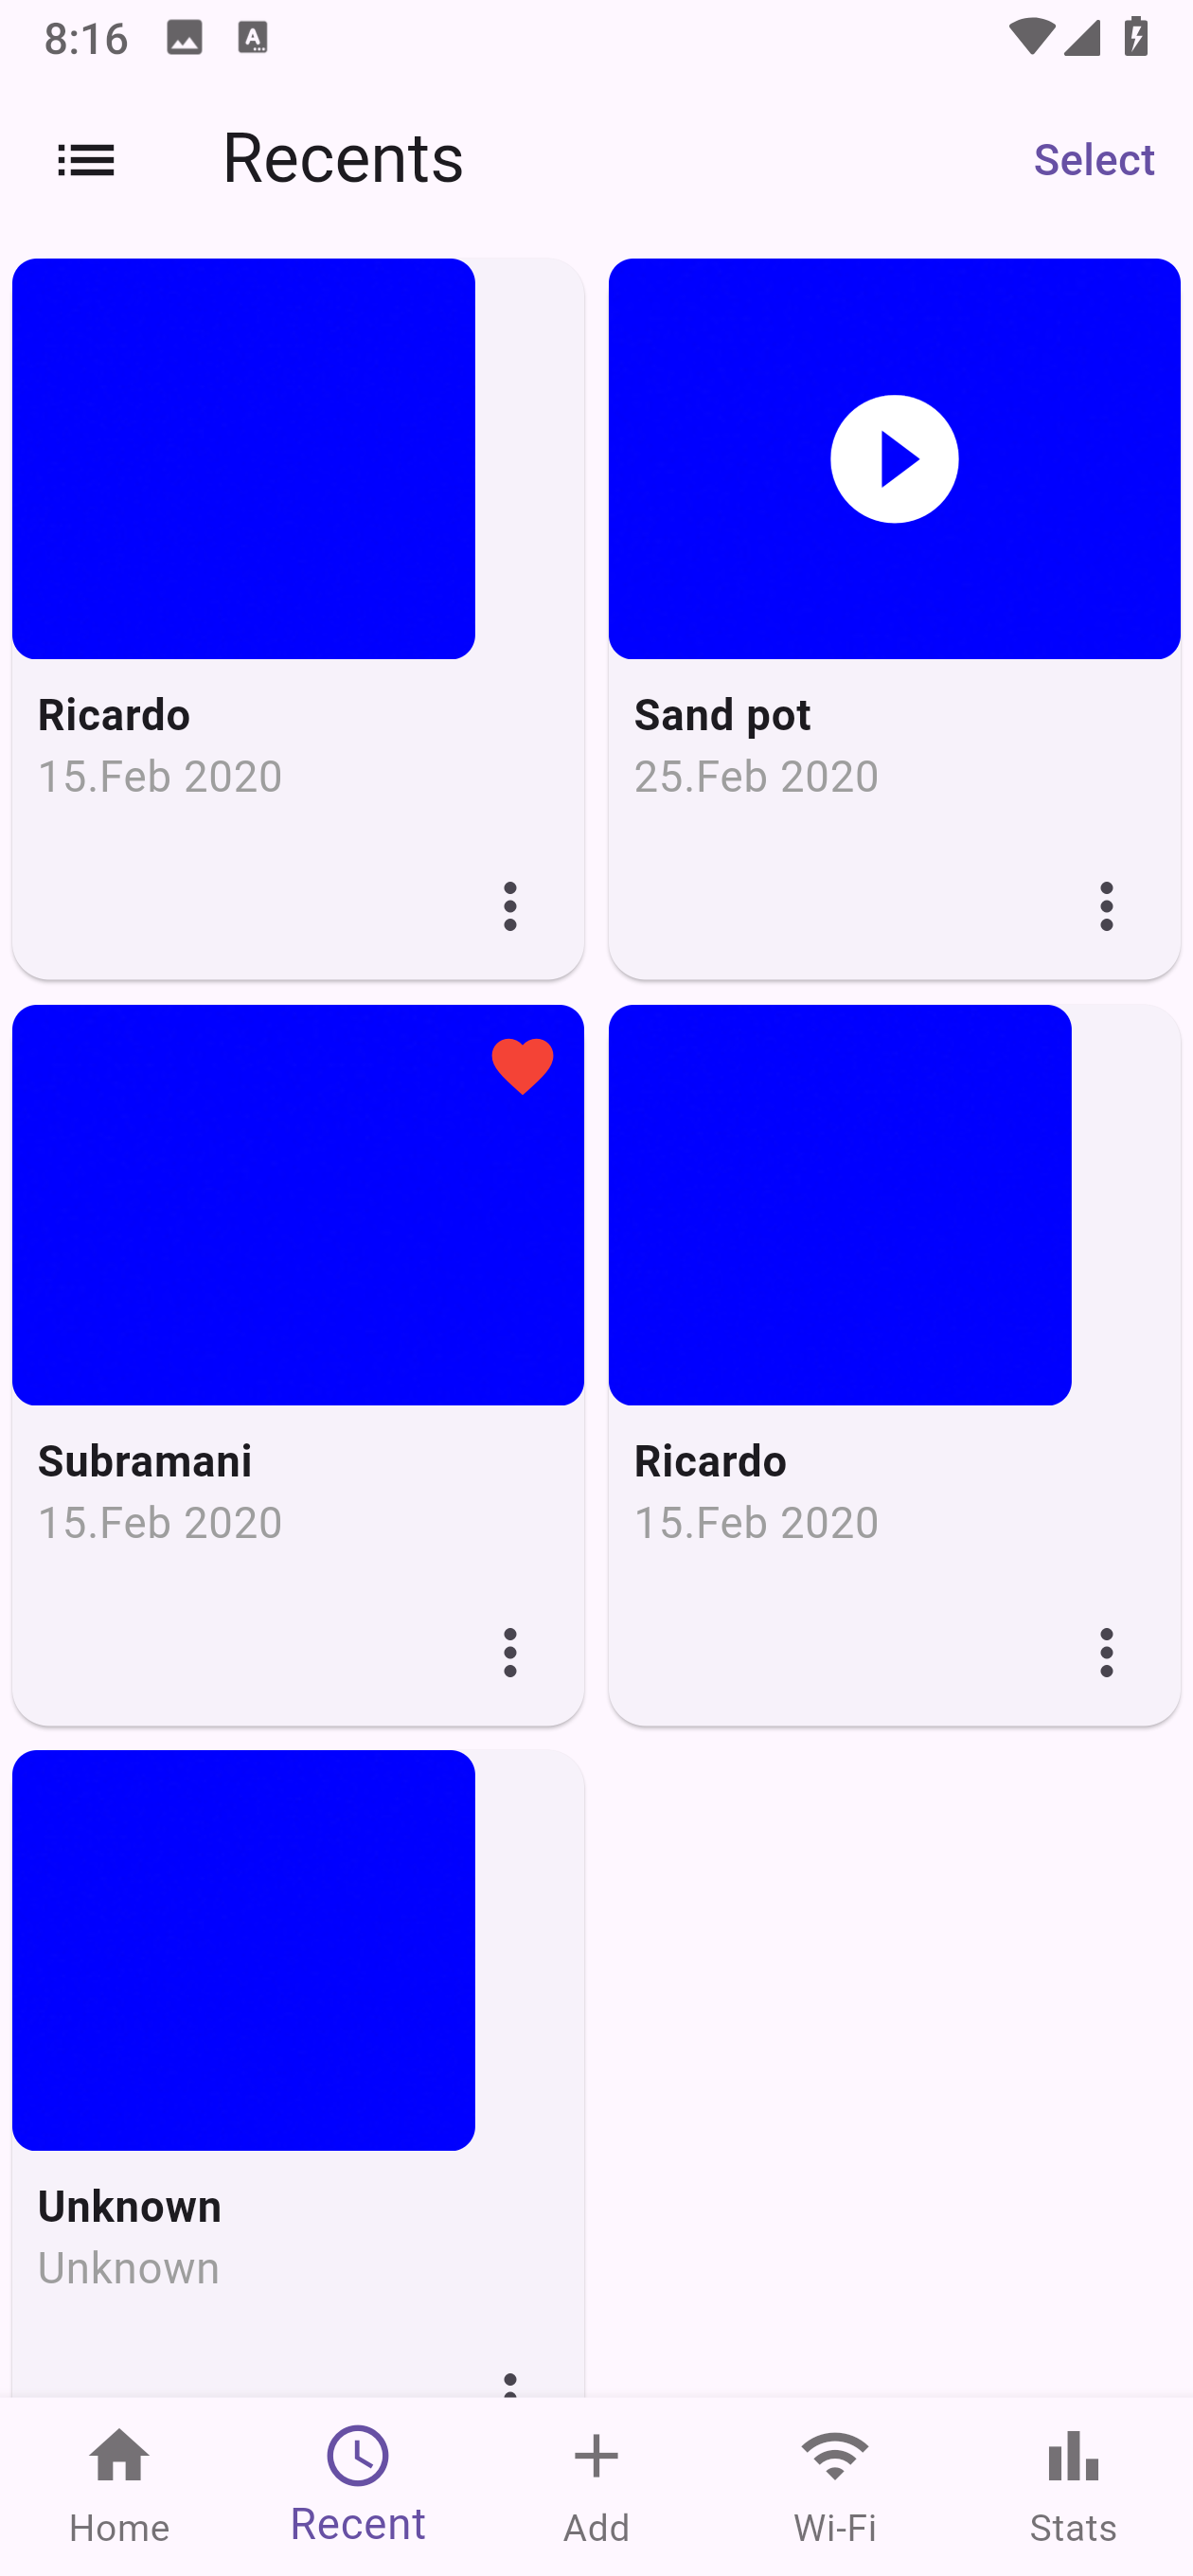 8:16
Recents
Select
Ricardo
15.Feb 2020
Sand pot
25.Feb 2020
Subramani
15.Feb 2020
Ricardo
15.Feb 2020
Unknown
Unknown
Home
Recent
Add
Wi-Fi
Stats